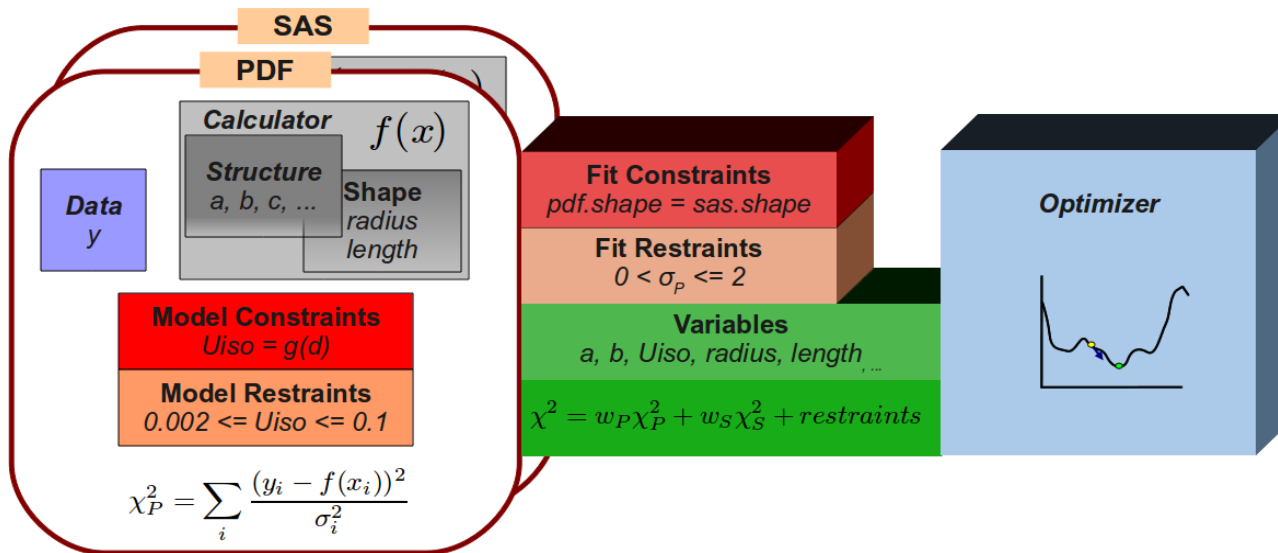 SAS
PDF
Calculator
f(x)
Structure
a, b, c, ...
Shape
radius
length
Data
y
Model Constraints
Uiso = g(d)
Model Restraints
0.002 <= Uiso <= 0.1
χ²_P = ∑_i (y_i − f(x_i))² / σ_i²
Fit Constraints
pdf.shape = sas.shape
Fit Restraints
0 < σ_P <= 2
Variables
a, b, Uiso, radius, length, ...
χ² = w_P χ²_P + w_S χ²_S + restraints
Optimizer